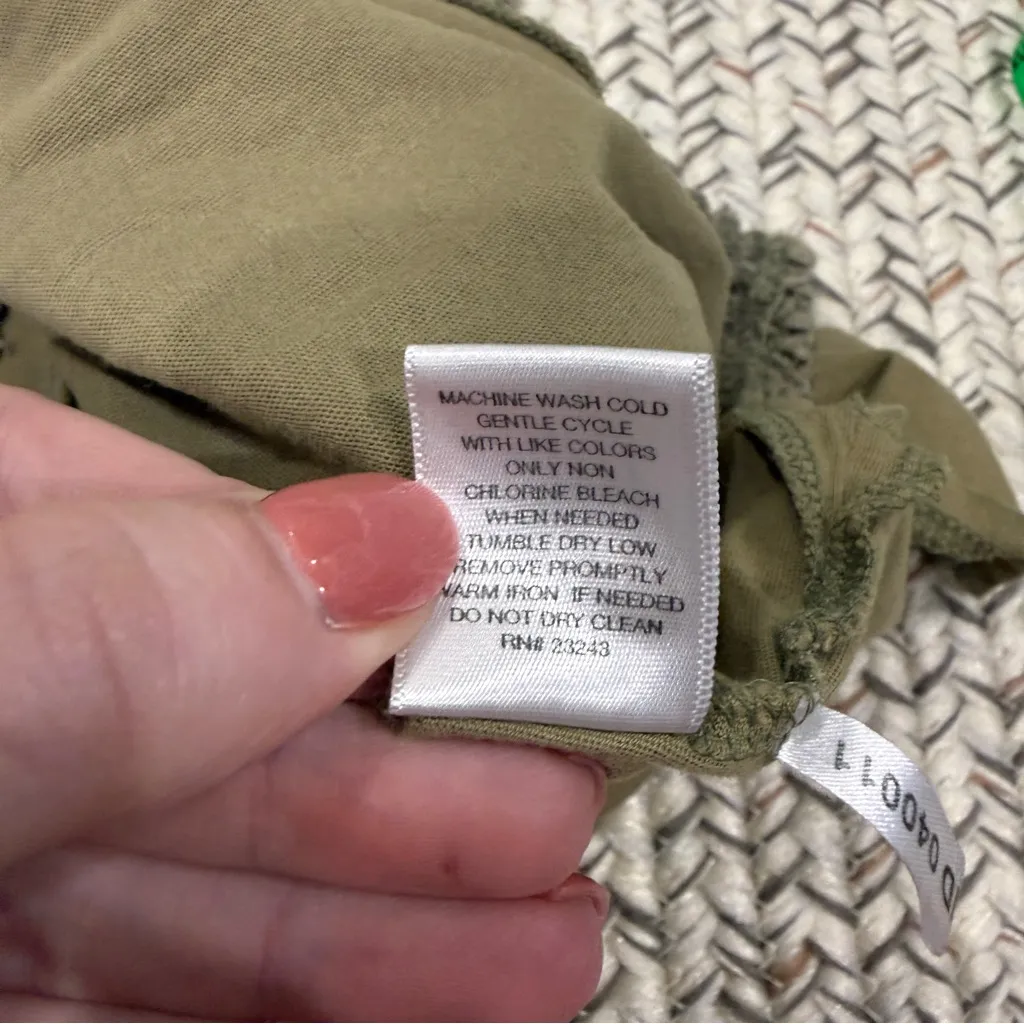 MACHINE WASH COLD
GENTLE CYCLE
WITH LIKE COLORS
ONLY NON
CHLORINE BLEACH
WHEN NEEDED
TUMBLE DRY LOW
REMOVE PROMPTLY
WARM IRON IF NEEDED
DO NOT DRY CLEAN
RN# 23243
D040011